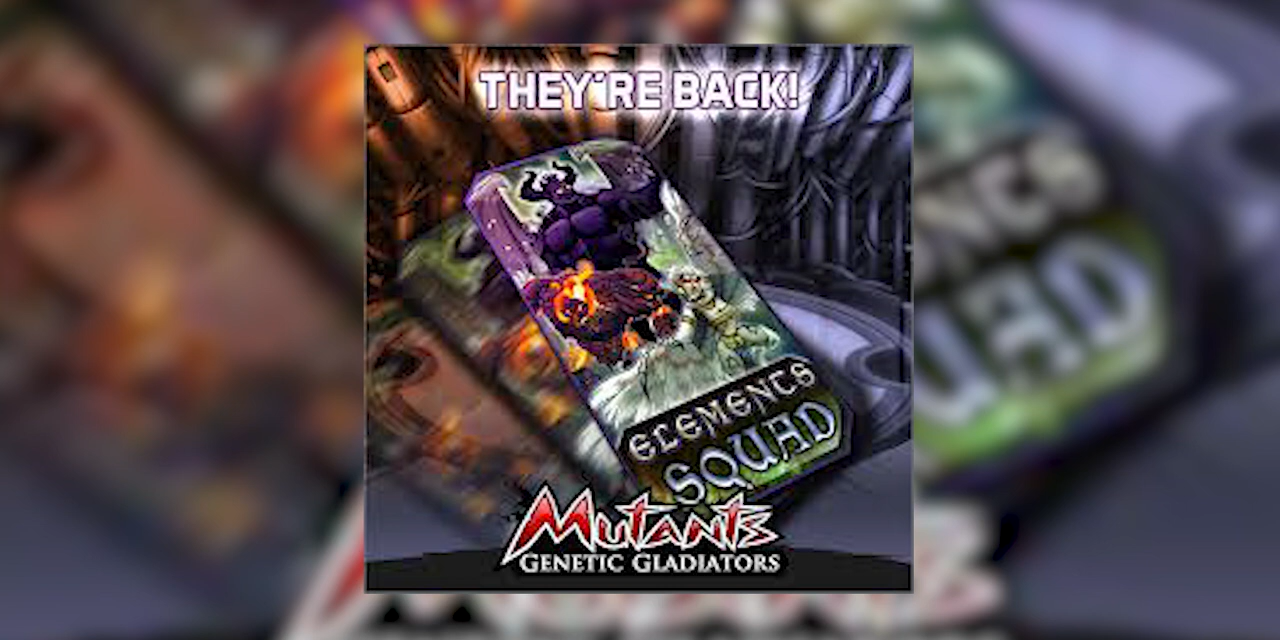 THEY'RE BACK!
ELEMENTS
SQUAD
MUTANTS
GENETIC GLADIATORS